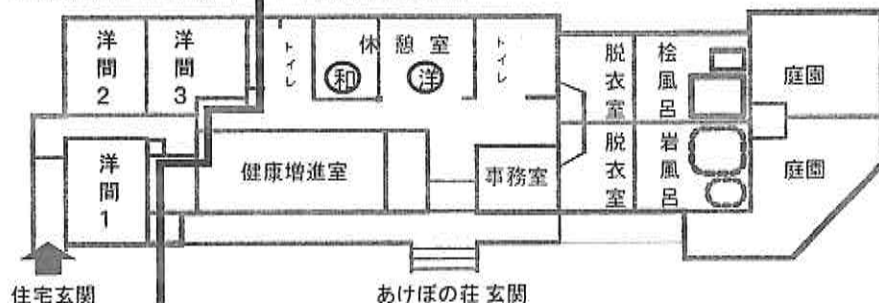 洋間2
洋間3
トイレ
休憩室
和
洋
トイレ
脱衣室
桧風呂
庭園
洋間1
健康増進室
事務室
脱衣室
岩風呂
庭園
住宅玄関
あけぼの荘 玄関